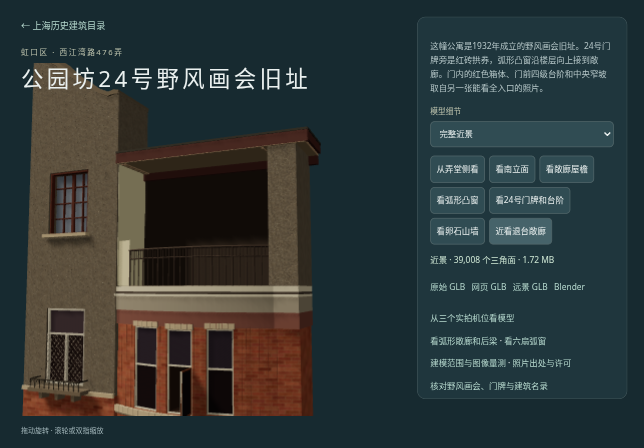 ← 上海历史建筑目录
虹口区 · 西江湾路476弄
公园坊24号野风画会旧址
这幢公寓是1932年成立的野风画会旧址。24号门
牌旁是红砖拱券，弧形凸窗沿楼层向上接到敞
廊。门内的红色箱体、门前四级台阶和中央窄坡
取自另一张能看全入口的照片。
模型细节
完整近景
从弄堂侧看
看南立面
看敞廊屋檐
看弧形凸窗
看24号门牌和台阶
看卵石山墙
近看退台敞廊
近景 · 39,008 个三角面 · 1.72 MB
原始 GLB 网页 GLB 远景 GLB Blender
从三个实拍机位看模型
看弧形敞廊和后梁 · 看六扇弧窗
建模范围与图像量测 · 照片出处与许可
核对野风画会、门牌与建筑名录
拖动旋转 · 滚轮或双指缩放